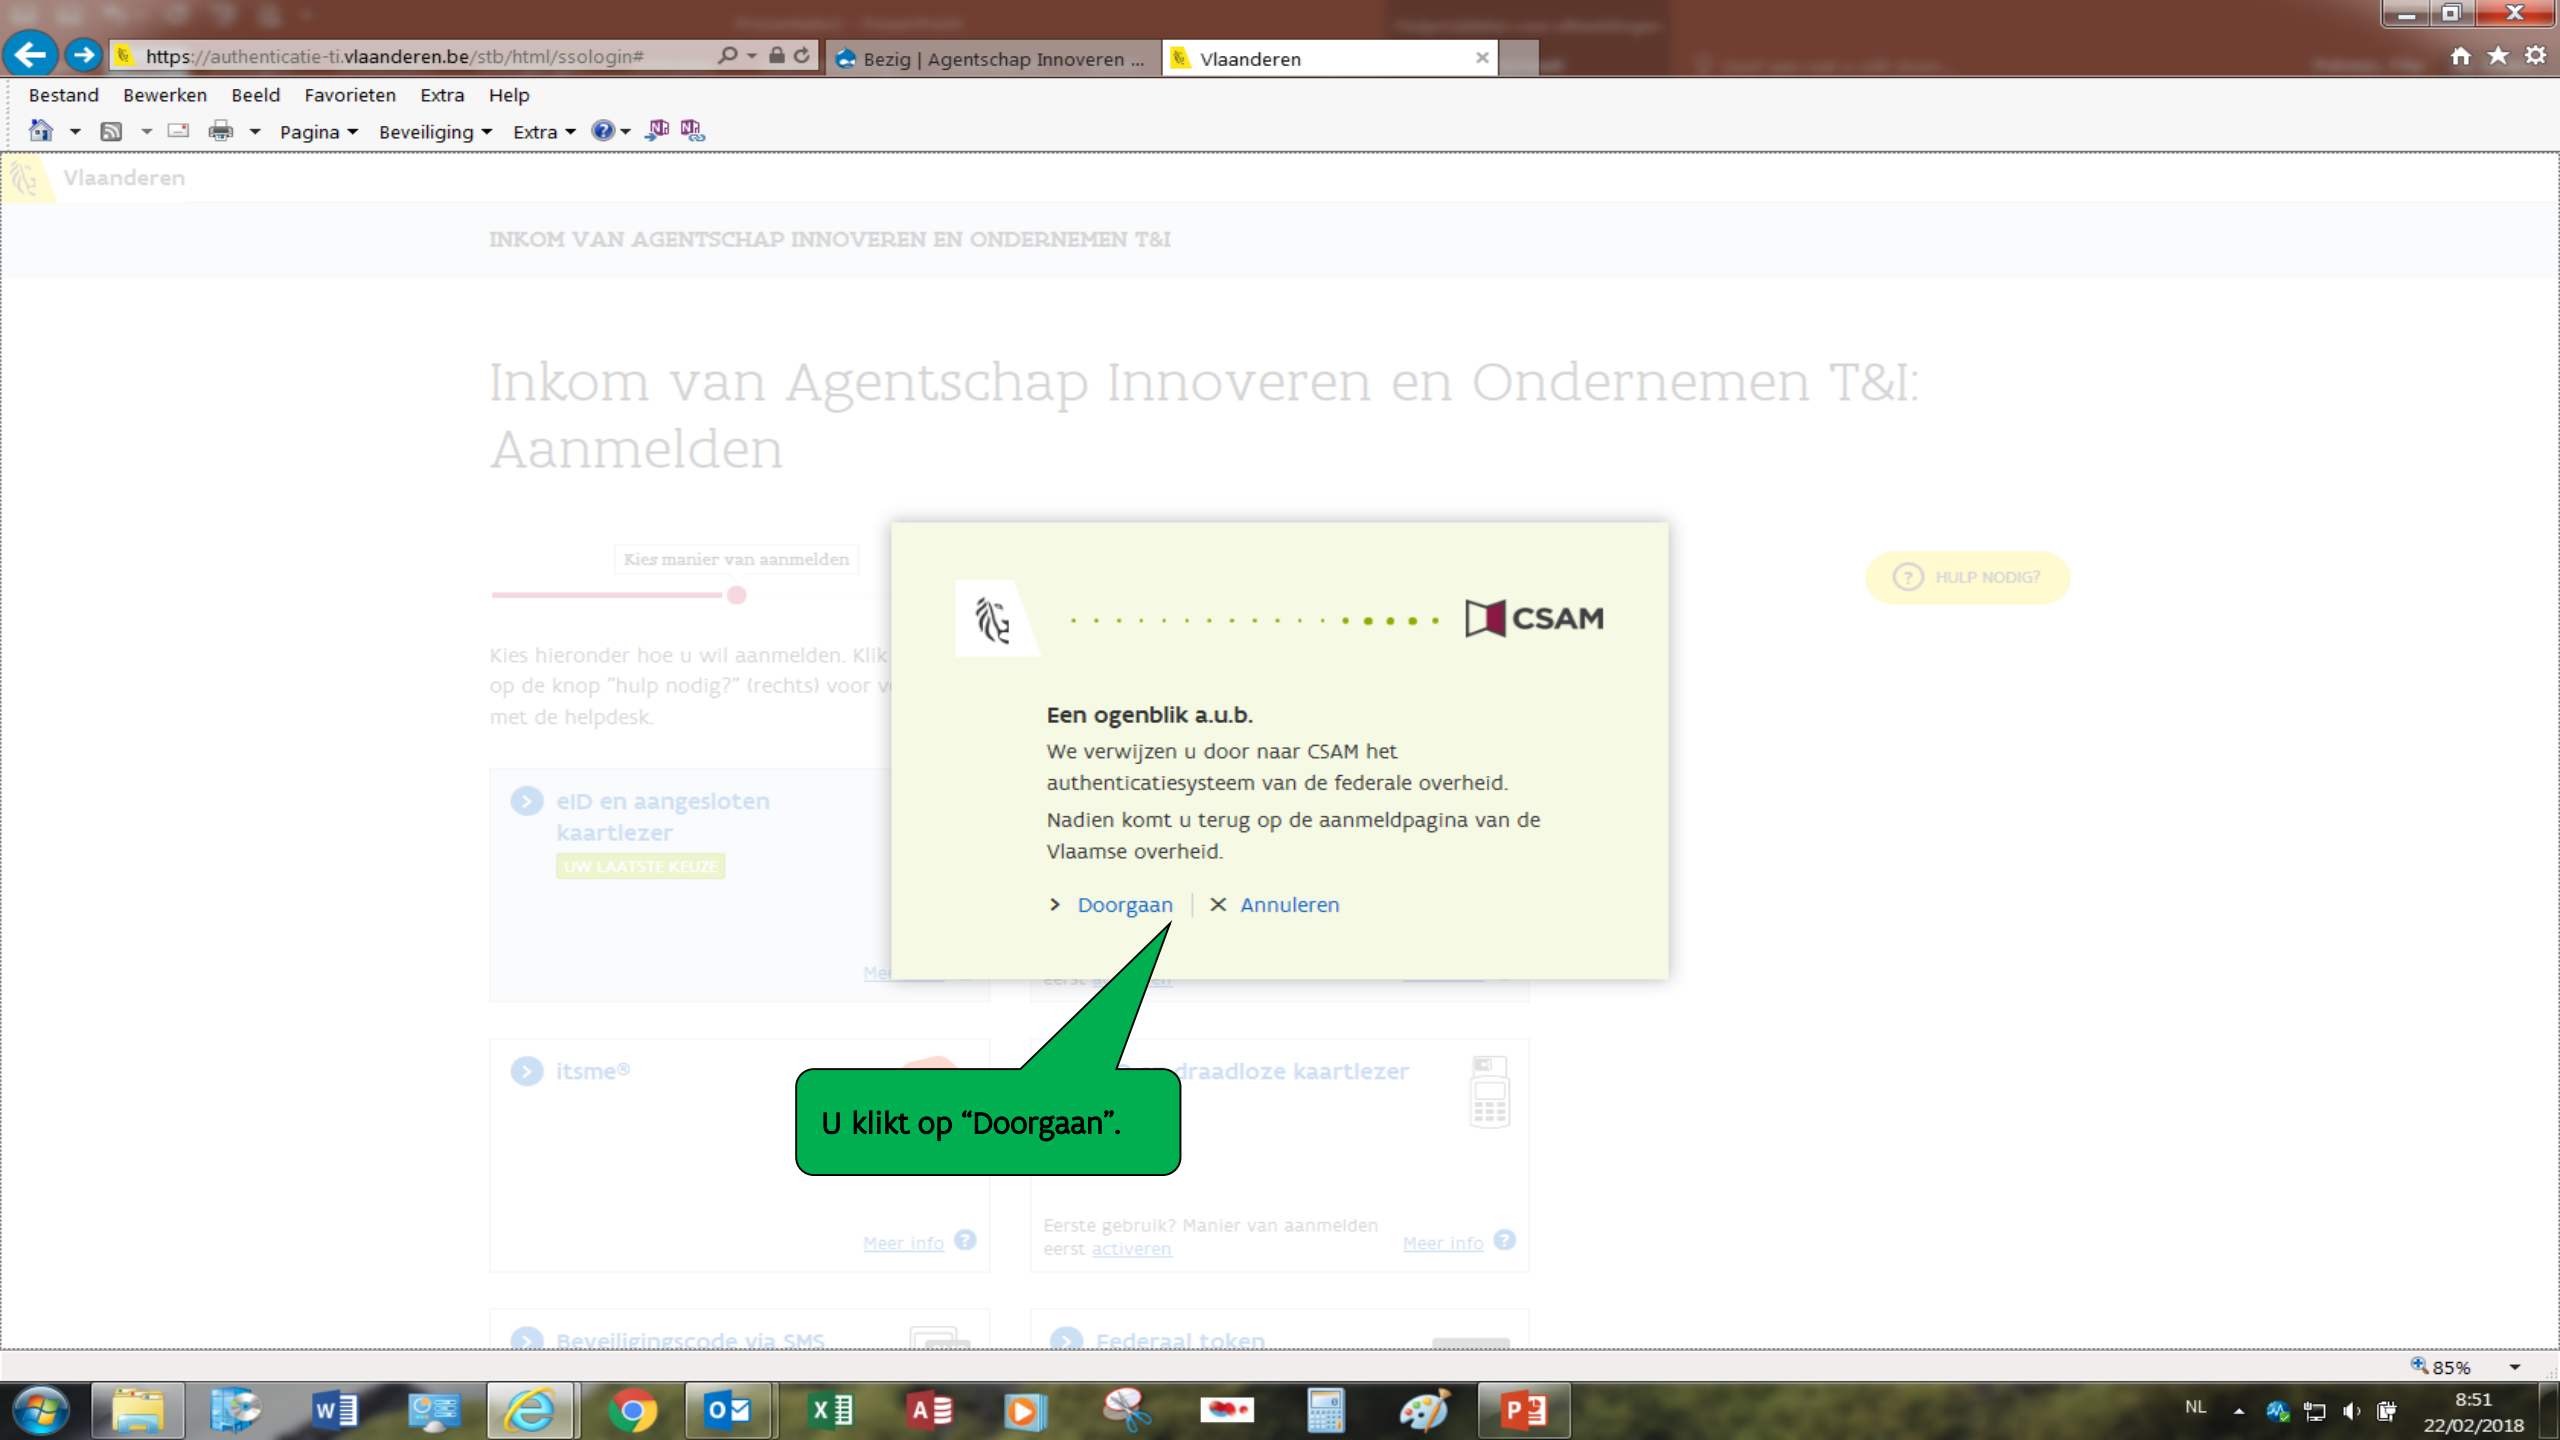 https://authenticatie-ti.vlaanderen.be/stb/html/ssologin#
Bezig | Agentschap Innoveren ...
Vlaanderen
Bestand Bewerken Beeld Favorieten Extra Help
Pagina Beveiliging Extra
Vlaanderen
INKOM VAN AGENTSCHAP INNOVEREN EN ONDERNEMEN T&I
Inkom van Agentschap Innoveren en Ondernemen T&I:
Aanmelden
Kies manier van aanmelden
HULP NODIG?
Kies hieronder hoe u wil aanmelden. Klik
op de knop "hulp nodig?" (rechts) voor
met de helpdesk.
CSAM
Een ogenblik a.u.b.
We verwijzen u door naar CSAM het
authenticatiesysteem van de federale overheid.
Nadien komt u terug op de aanmeldpagina van de
Vlaamse overheid.
Doorgaan
Annuleren
eID en aangesloten
kaartlezer
UW LAATSTE KEUZE
itsme®
Meer info
draadloze kaartlezer
Eerste gebruik? Manier van aanmelden
eerst activeren
Meer info
U klikt op “Doorgaan”.
Beveiligingscode via SMS
Federaal token
85%
NL
8:51
22/02/2018